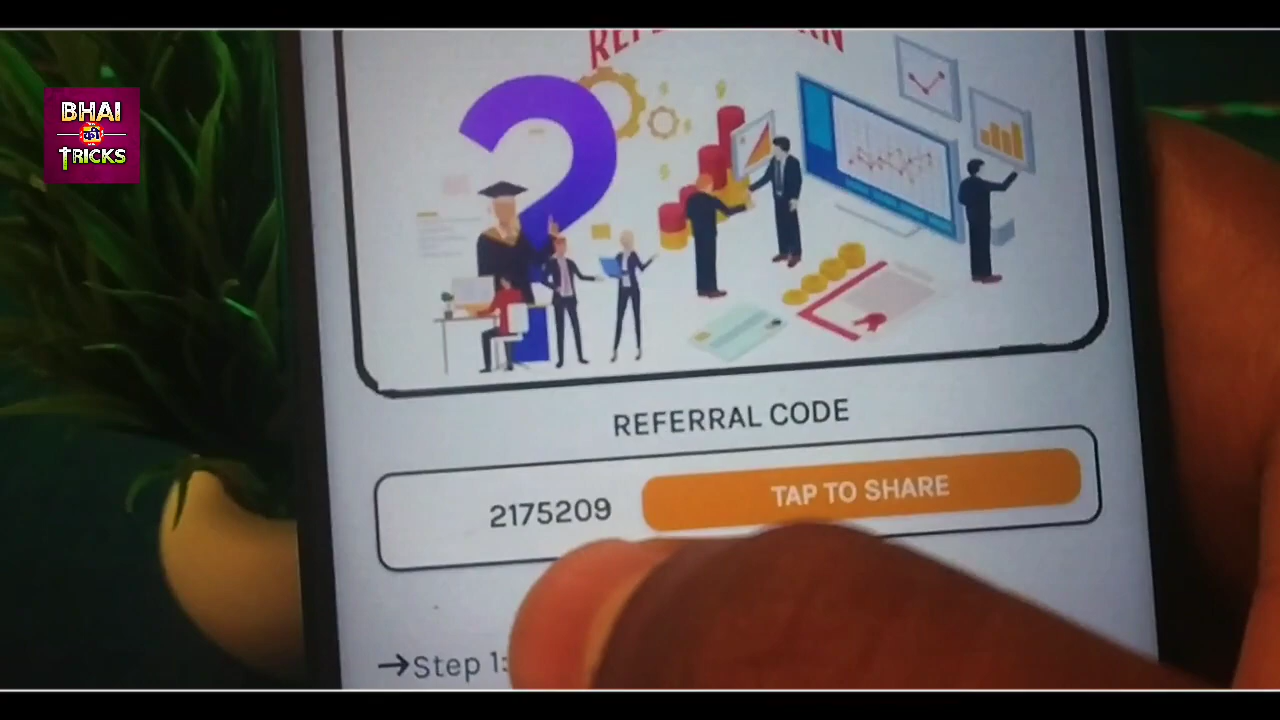 BHAI
की
TRICKS
REFERRAL CODE
2175209
TAP TO SHARE
→Step 1: